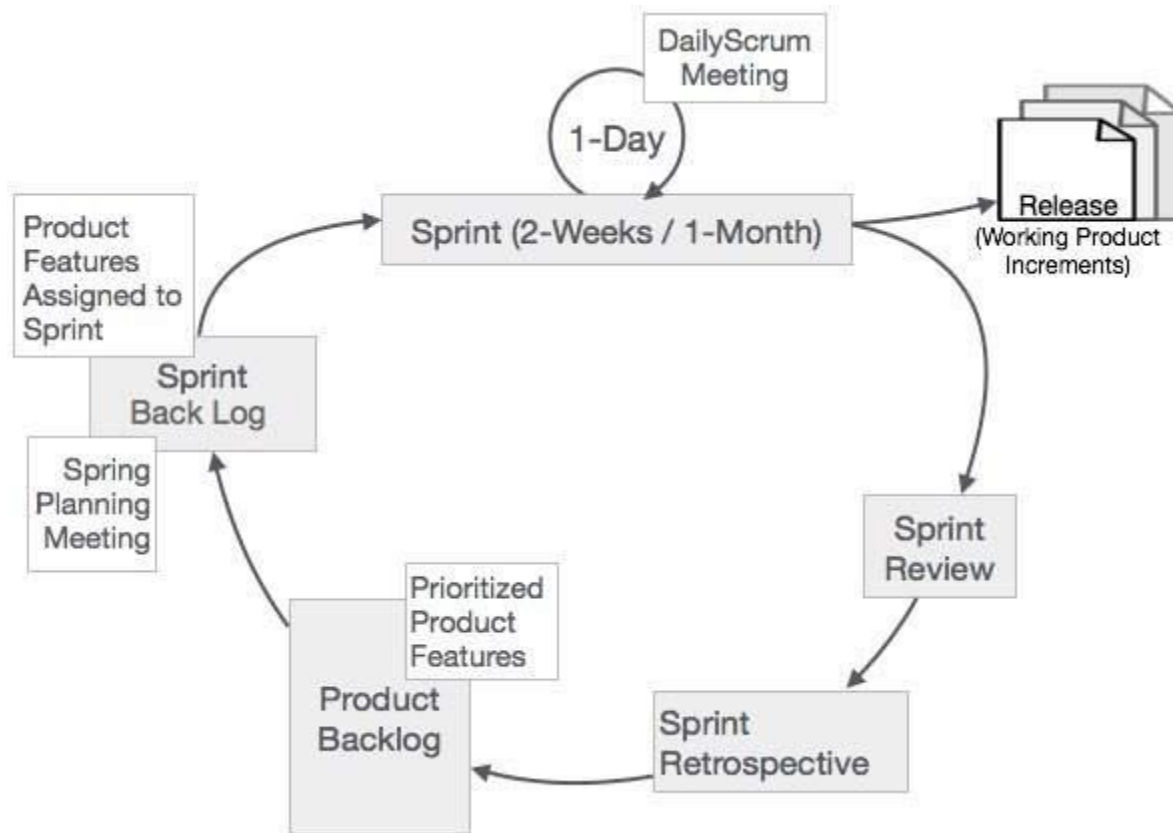 DailyScrum
Meeting
1-Day
Sprint (2-Weeks / 1-Month)
Release
(Working Product
Increments)
Product
Features
Assigned to
Sprint
Sprint
Back Log
Spring
Planning
Meeting
Sprint
Review
Prioritized
Product
Features
Product
Backlog
Sprint
Retrospective